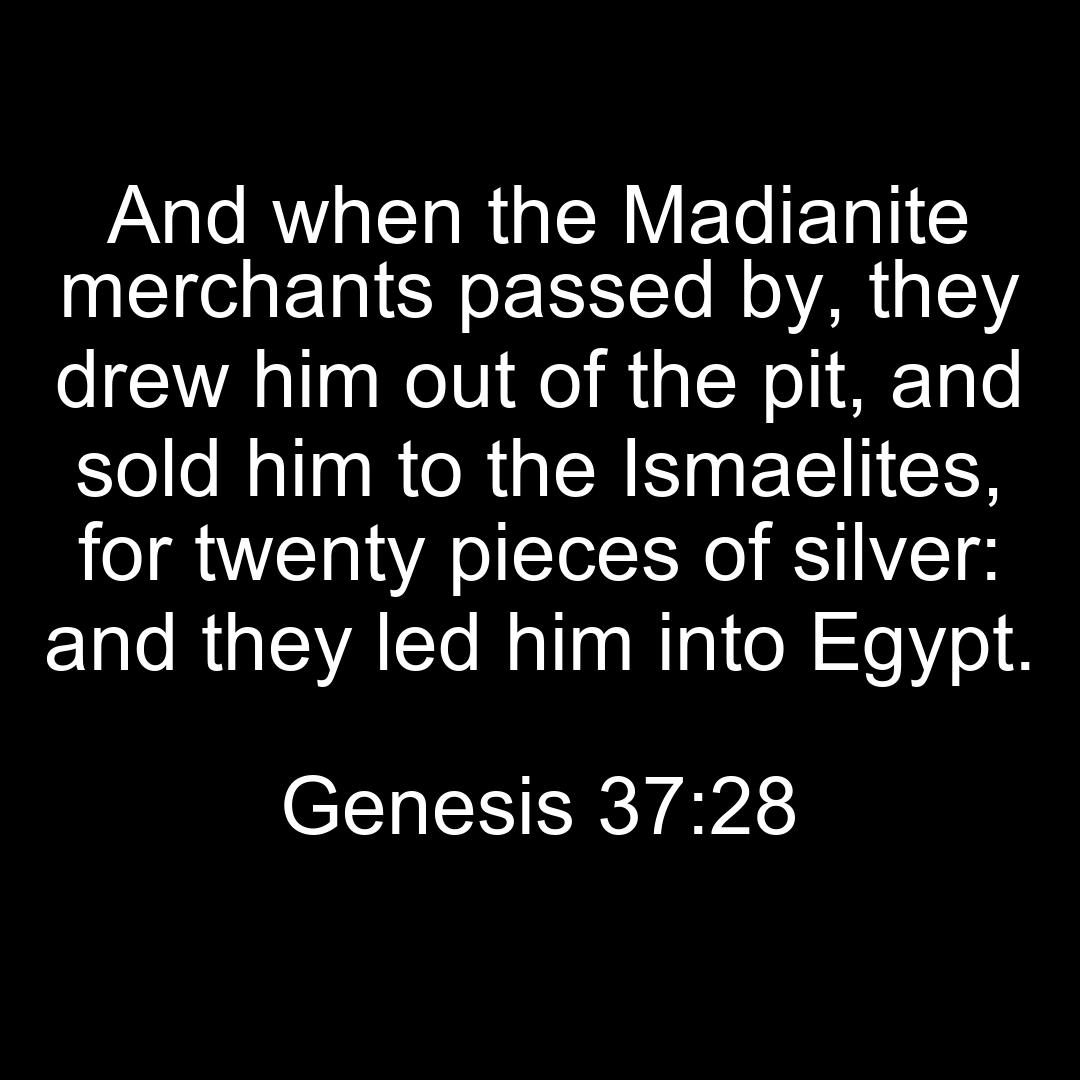 And when the Madianite
merchants passed by, they
drew him out of the pit, and
sold him to the Ismaelites,
for twenty pieces of silver:
and they led him into Egypt.
Genesis 37:28